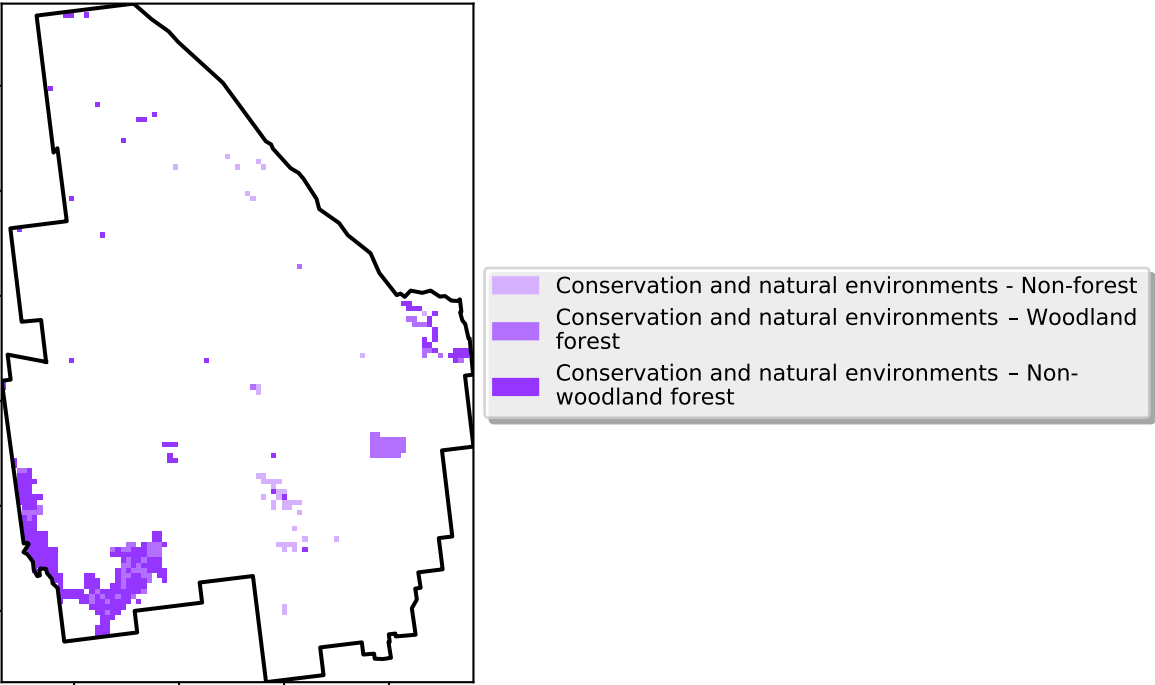 Conservation and natural environments - Non-forest
Conservation and natural environments – Woodland
forest
Conservation and natural environments – Non-
woodland forest